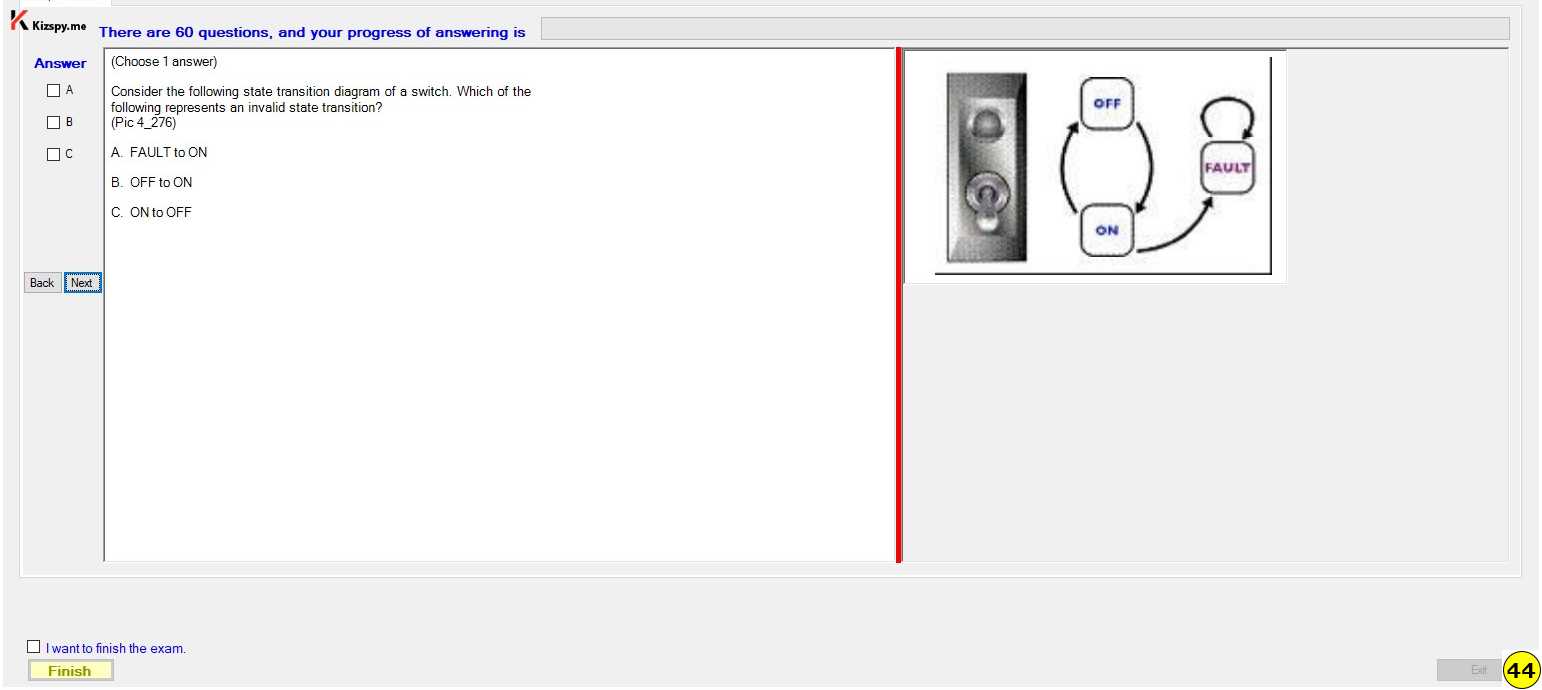 Kizspy.me
There are 60 questions, and your progress of answering is
Answer
A
B
C
Back
Next
(Choose 1 answer)
Consider the following state transition diagram of a switch. Which of the
following represents an invalid state transition?
(Pic 4_276)
A. FAULT to ON
B. OFF to ON
C. ON to OFF
OFF
FAULT
ON
I want to finish the exam.
Finish
Exit
44